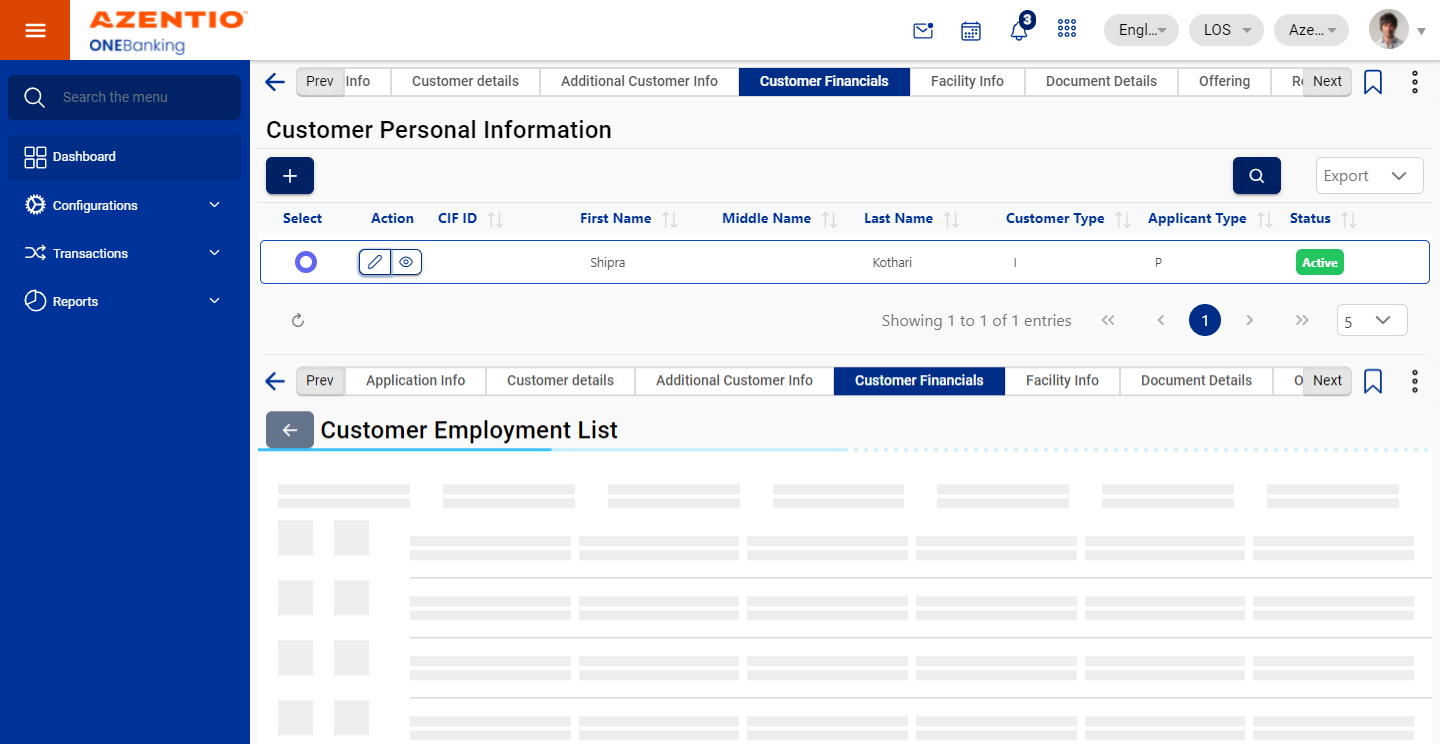 AZENTIO™
ONEBanking
3
Engl...
LOS
Aze...
Search the menu
Dashboard
Configurations
Transactions
Reports
Prev
Info
Customer details
Additional Customer Info
Customer Financials
Facility Info
Document Details
Offering
Next
Customer Personal Information
Export
Select
Action
CIF ID
First Name
Middle Name
Last Name
Customer Type
Applicant Type
Status
Shipra
Kothari
I
P
Active
Showing 1 to 1 of 1 entries
1
5
Prev
Application Info
Customer details
Additional Customer Info
Customer Financials
Facility Info
Document Details
Next
Customer Employment List